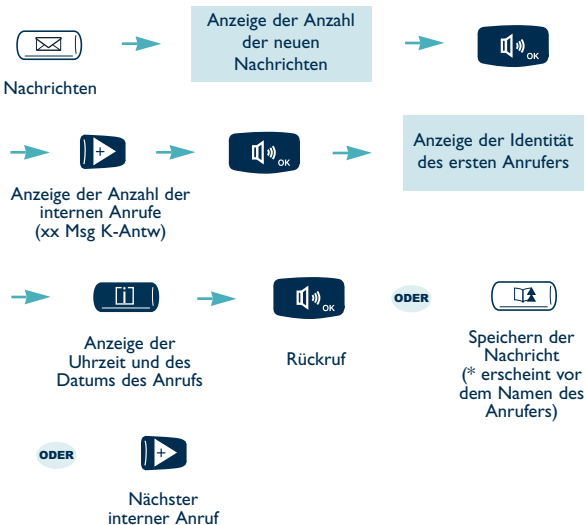 Anzeige der Anzahl
der neuen
Nachrichten
OK
Nachrichten
+
OK
Anzeige der Identität
des ersten Anrufers
Anzeige der Anzahl der
internen Anrufe
(xx Msg K-Antw)
[i]
OK
ODER
Anzeige der
Uhrzeit und des
Datums des Anrufs
Rückruf
Speichern der
Nachricht
(* erscheint vor
dem Namen des
Anrufers)
ODER
+
Nächster
interner Anruf